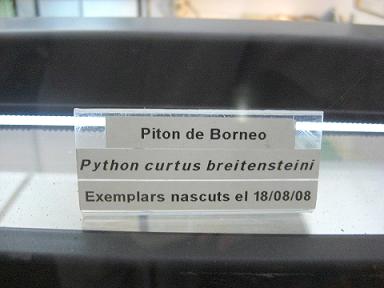 Piton de Borneo
Python curtus breitensteini
Exemplars nascuts el 18/08/08